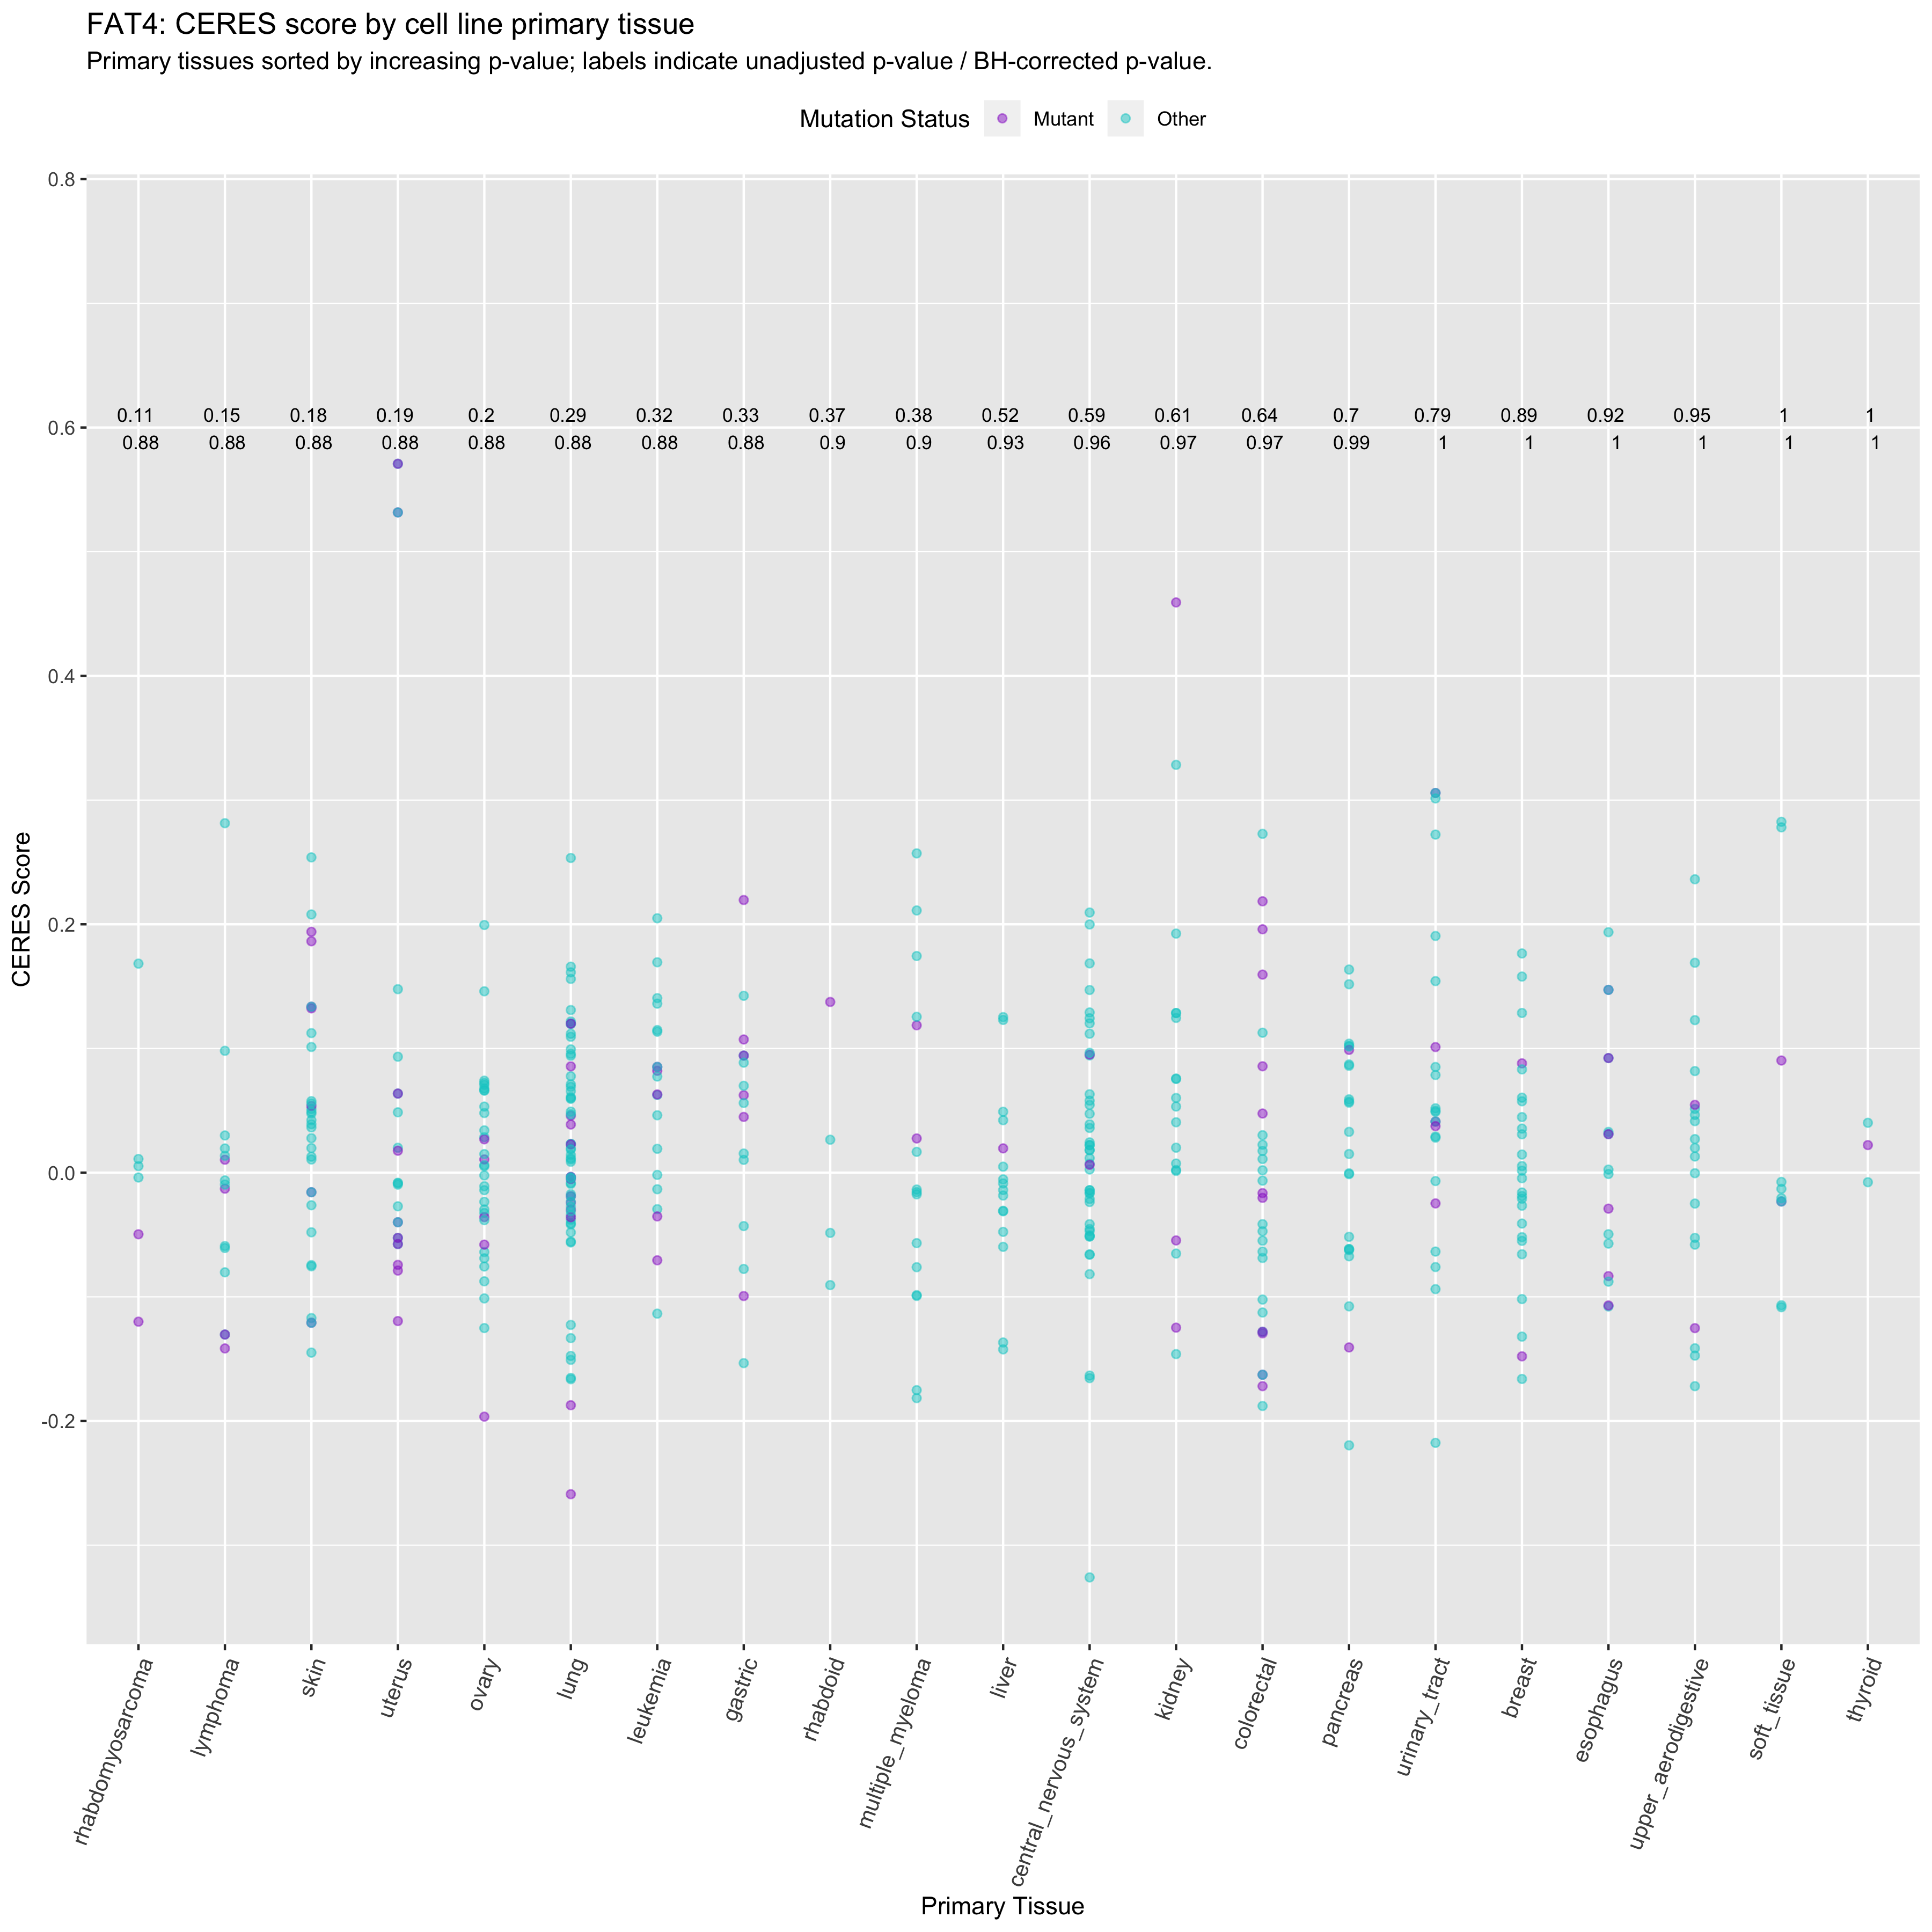 FAT4: CERES score by cell line primary tissue
Primary tissues sorted by increasing p-value; labels indicate unadjusted p-value / BH-corrected p-value.
Mutation Status Mutant Other
0.8
0.11 0.15 0.18 0.19 0.2 0.29 0.32 0.33 0.37 0.38 0.52 0.59 0.61 0.64 0.7 0.79 0.89 0.92 0.95 1 1
0.6
0.88 0.88 0.88 0.88 0.88 0.88 0.88 0.88 0.9 0.9 0.93 0.96 0.97 0.97 0.99 1 1 1 1 1 1
0.4
CERES Score
0.2
0.0
-0.2
rhabdomyosarcoma
lymphoma
skin
uterus
ovary
lung
leukemia
gastric
rhabdoid
multiple_myeloma
liver
central_nervous_system
kidney
colorectal
pancreas
urinary_tract
breast
esophagus
upper_aerodigestive
soft_tissue
thyroid
Primary Tissue